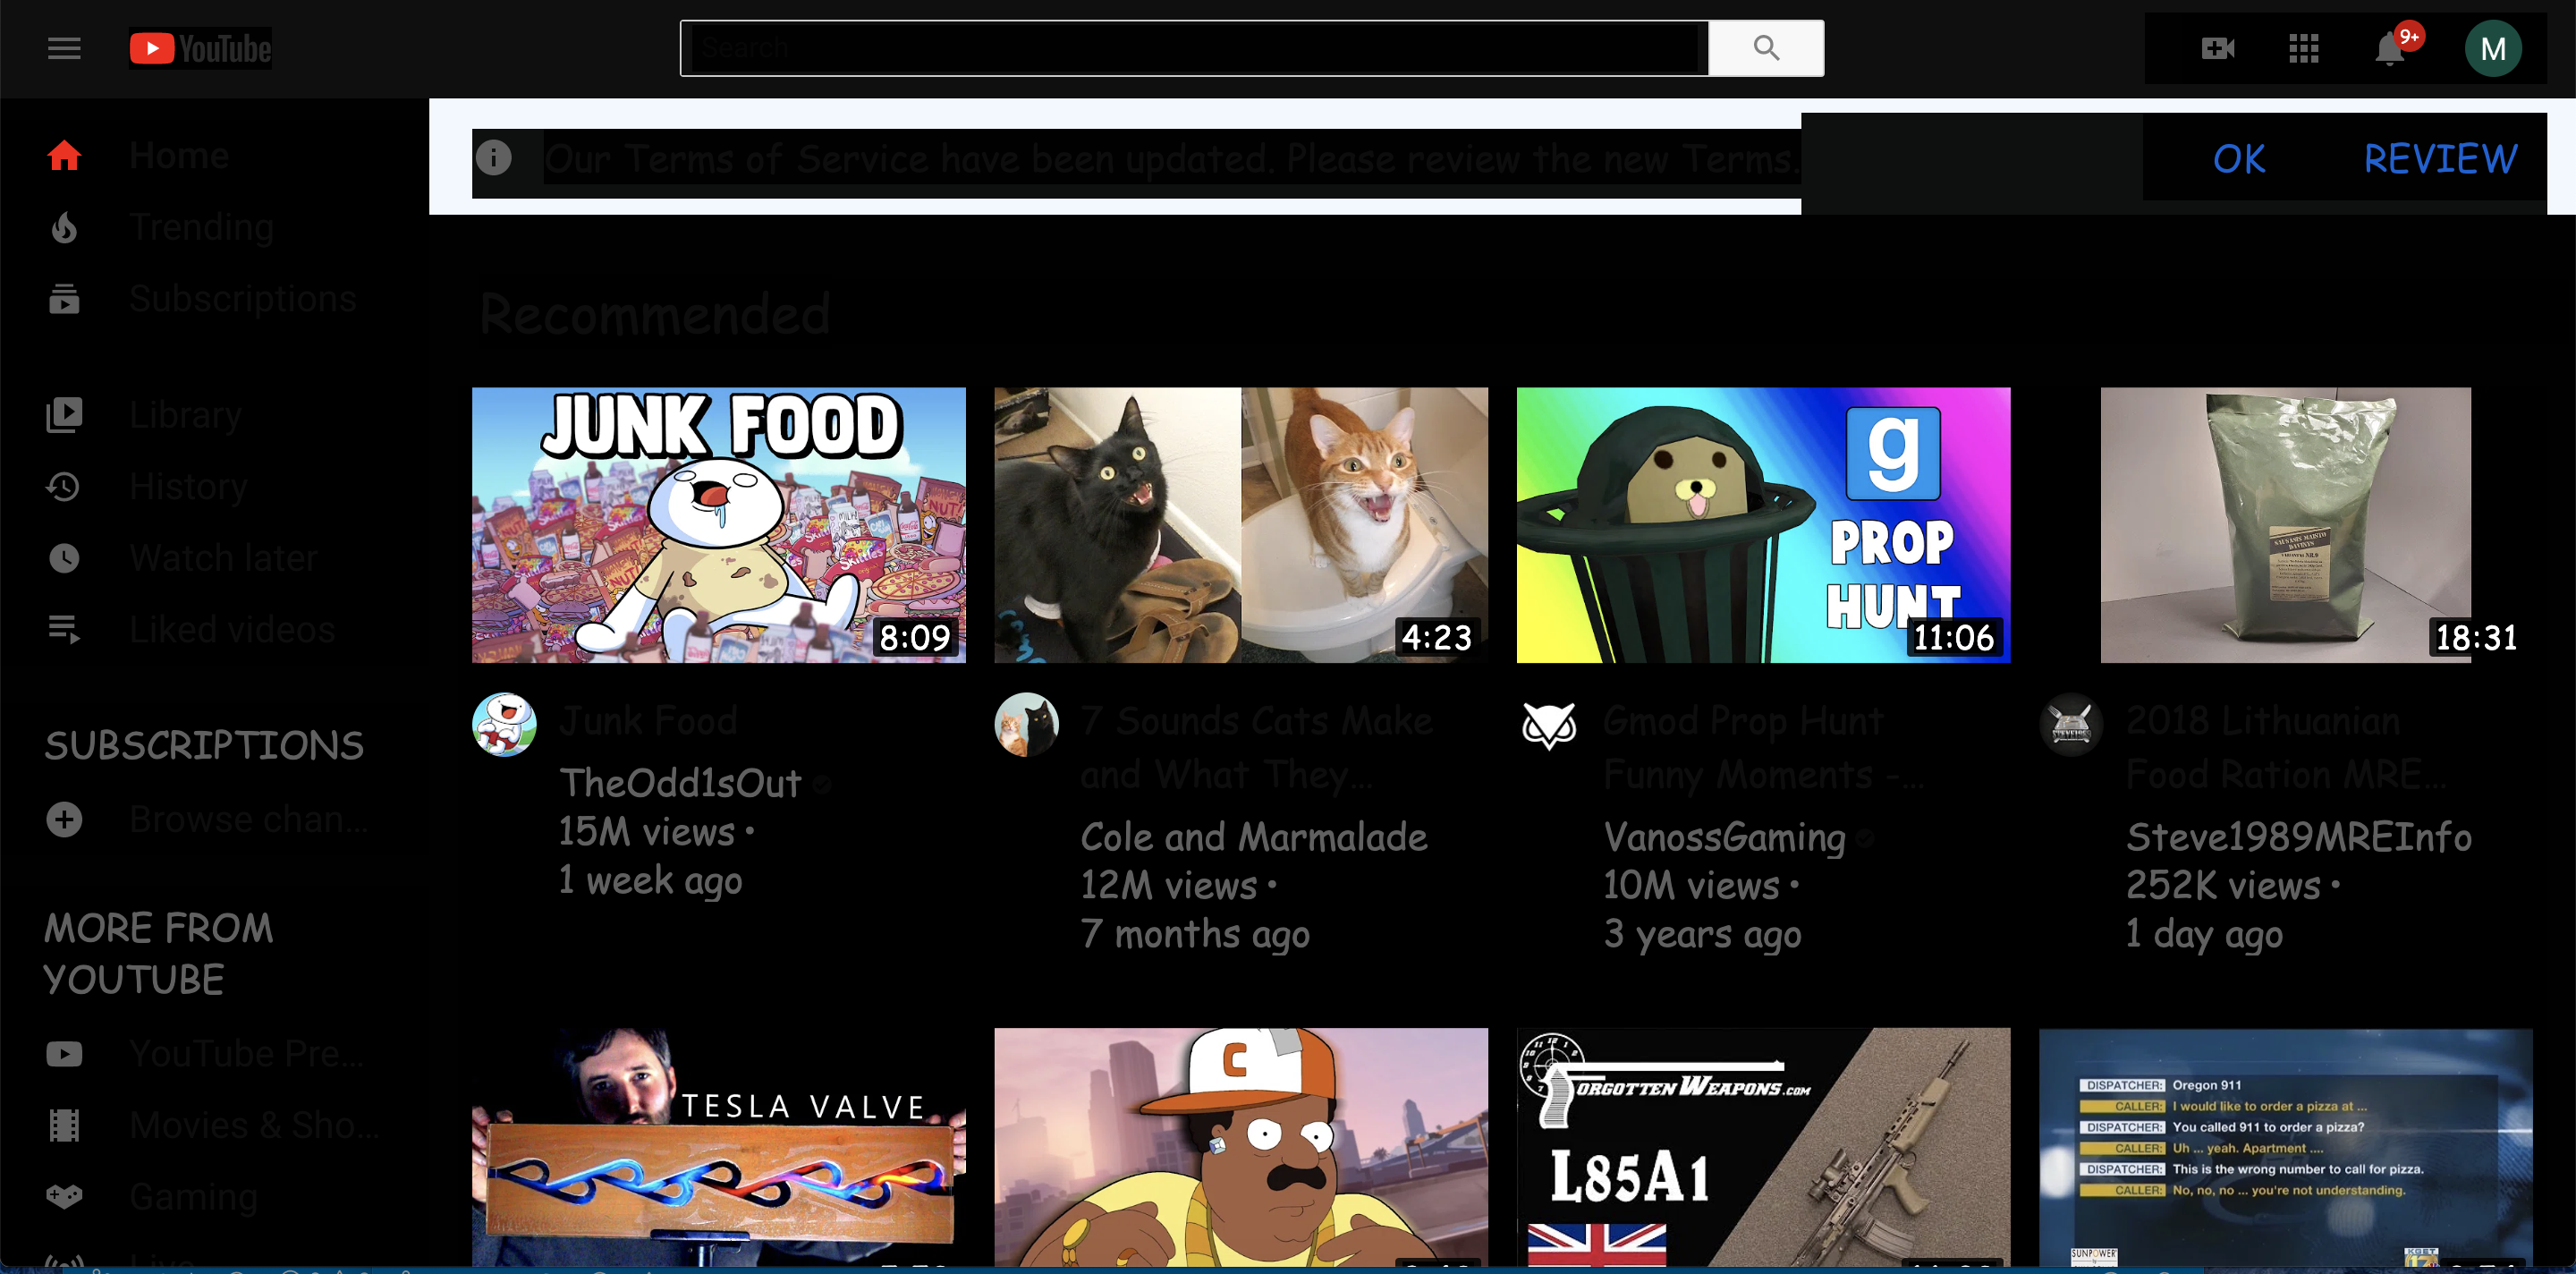 YouTube
Search
9+
M
Our Terms of Service have been updated. Please review the new Terms.
OK
REVIEW
Home
Trending
Subscriptions
Library
History
Watch later
Liked videos
SUBSCRIPTIONS
Browse chan...
MORE FROM
YOUTUBE
YouTube Pre...
Movies & Sho...
Gaming
Live
Recommended
JUNK FOOD
8:09
Junk Food
TheOdd1sOut
15M views •
1 week ago
4:23
7 Sounds Cats Make
and What They...
Cole and Marmalade
12M views •
7 months ago
g
PROP
HUNT
11:06
Gmod Prop Hunt
Funny Moments -...
VanossGaming
10M views •
3 years ago
18:31
2018 Lithuanian
Food Ration MRE...
Steve1989MREInfo
252K views •
1 day ago
TESLA VALVE
C
FORGOTTEN WEAPONS.COM
L85A1
DISPATCHER: Oregon 911
CALLER: I would like to order a pizza at ...
DISPATCHER: You called 911 to order a pizza?
CALLER: Uh ... yeah. Apartment ....
DISPATCHER: This is the wrong number to call for pizza.
CALLER: No, no, no ... you're not understanding.
SUNPOWER
KGBT